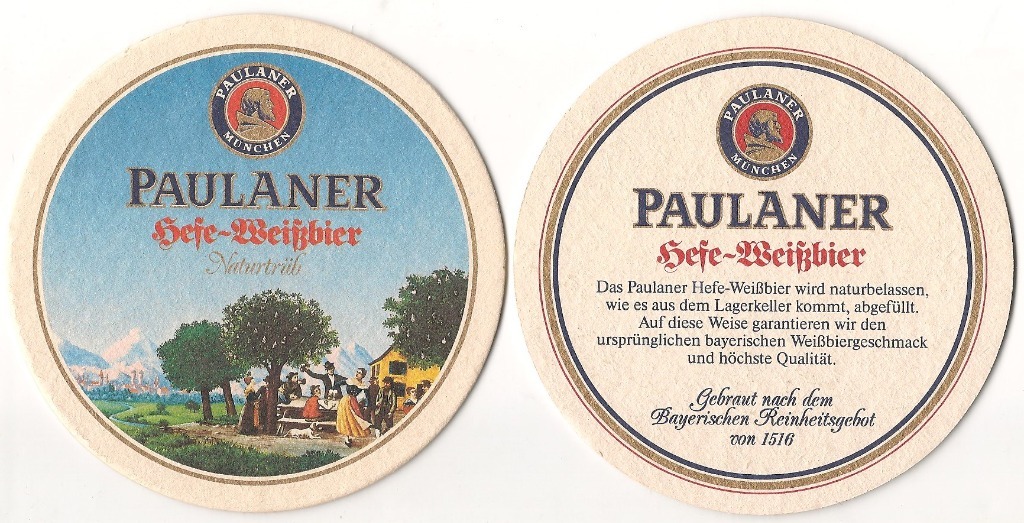 PAULANER
MÜNCHEN
PAULANER
Hefe-Weißbier
Naturtrüb
PAULANER
MÜNCHEN
PAULANER
Hefe-Weißbier
Das Paulaner Hefe-Weißbier wird naturbelassen,
wie es aus dem Lagerkeller kommt, abgefüllt.
Auf diese Weise garantieren wir den
ursprünglichen bayerischen Weißbiergeschmack
und höchste Qualität.
Gebraut nach dem
Bayerischen Reinheitsgebot
von 1516